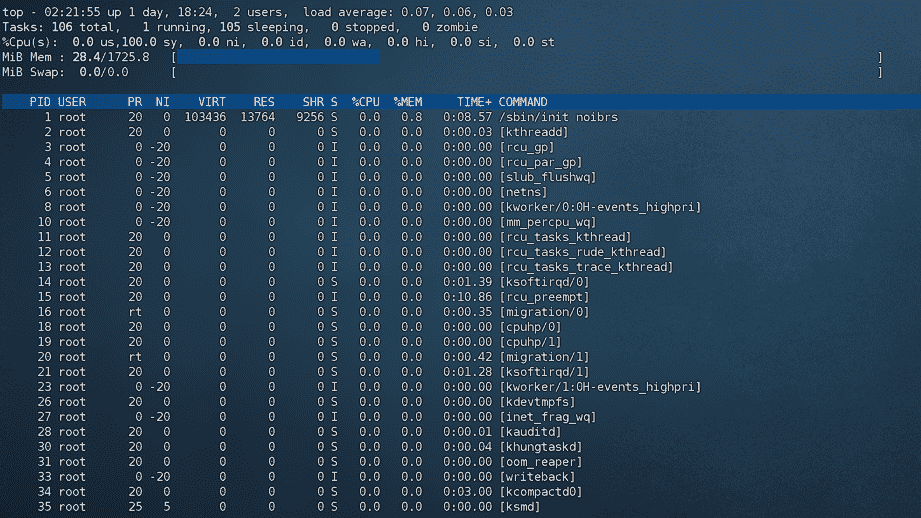 top - 02:21:55 up 1 day, 18:24,  2 users,  load average: 0.07, 0.06, 0.03
Tasks: 106 total,   1 running, 105 sleeping,   0 stopped,   0 zombie
%Cpu(s):  0.0 us,100.0 sy,  0.0 ni,  0.0 id,  0.0 wa,  0.0 hi,  0.0 si,  0.0 st
MiB Mem : 28.4/1725.8   [                              ]
MiB Swap:  0.0/0.0      [                              ]
PID USER      PR  NI    VIRT    RES    SHR S  %CPU  %MEM     TIME+ COMMAND
1 root      20   0  103436  13764   9256 S   0.0   0.8   0:08.57 /sbin/init noibrs
2 root      20   0       0      0      0 S   0.0   0.0   0:00.03 [kthreadd]
3 root       0 -20       0      0      0 I   0.0   0.0   0:00.00 [rcu_gp]
4 root       0 -20       0      0      0 I   0.0   0.0   0:00.00 [rcu_par_gp]
5 root       0 -20       0      0      0 I   0.0   0.0   0:00.00 [slub_flushwq]
6 root       0 -20       0      0      0 I   0.0   0.0   0:00.00 [netns]
8 root       0 -20       0      0      0 I   0.0   0.0   0:00.00 [kworker/0:0H-events_highpri]
10 root       0 -20       0      0      0 I   0.0   0.0   0:00.00 [mm_percpu_wq]
11 root      20   0       0      0      0 I   0.0   0.0   0:00.00 [rcu_tasks_kthread]
12 root      20   0       0      0      0 I   0.0   0.0   0:00.00 [rcu_tasks_rude_kthread]
13 root      20   0       0      0      0 I   0.0   0.0   0:00.00 [rcu_tasks_trace_kthread]
14 root      20   0       0      0      0 S   0.0   0.0   0:01.39 [ksoftirqd/0]
15 root      20   0       0      0      0 I   0.0   0.0   0:10.86 [rcu_preempt]
16 root      rt   0       0      0      0 S   0.0   0.0   0:00.35 [migration/0]
18 root      20   0       0      0      0 S   0.0   0.0   0:00.00 [cpuhp/0]
19 root      20   0       0      0      0 S   0.0   0.0   0:00.00 [cpuhp/1]
20 root      rt   0       0      0      0 S   0.0   0.0   0:00.42 [migration/1]
21 root      20   0       0      0      0 S   0.0   0.0   0:01.28 [ksoftirqd/1]
23 root       0 -20       0      0      0 I   0.0   0.0   0:00.00 [kworker/1:0H-events_highpri]
26 root      20   0       0      0      0 S   0.0   0.0   0:00.00 [kdevtmpfs]
27 root       0 -20       0      0      0 I   0.0   0.0   0:00.00 [inet_frag_wq]
28 root      20   0       0      0      0 S   0.0   0.0   0:00.01 [kauditd]
30 root      20   0       0      0      0 S   0.0   0.0   0:00.04 [khungtaskd]
31 root      20   0       0      0      0 S   0.0   0.0   0:00.00 [oom_reaper]
33 root       0 -20       0      0      0 I   0.0   0.0   0:00.00 [writeback]
34 root      20   0       0      0      0 S   0.0   0.0   0:03.00 [kcompactd0]
35 root      25   5       0      0      0 S   0.0   0.0   0:00.00 [ksmd]